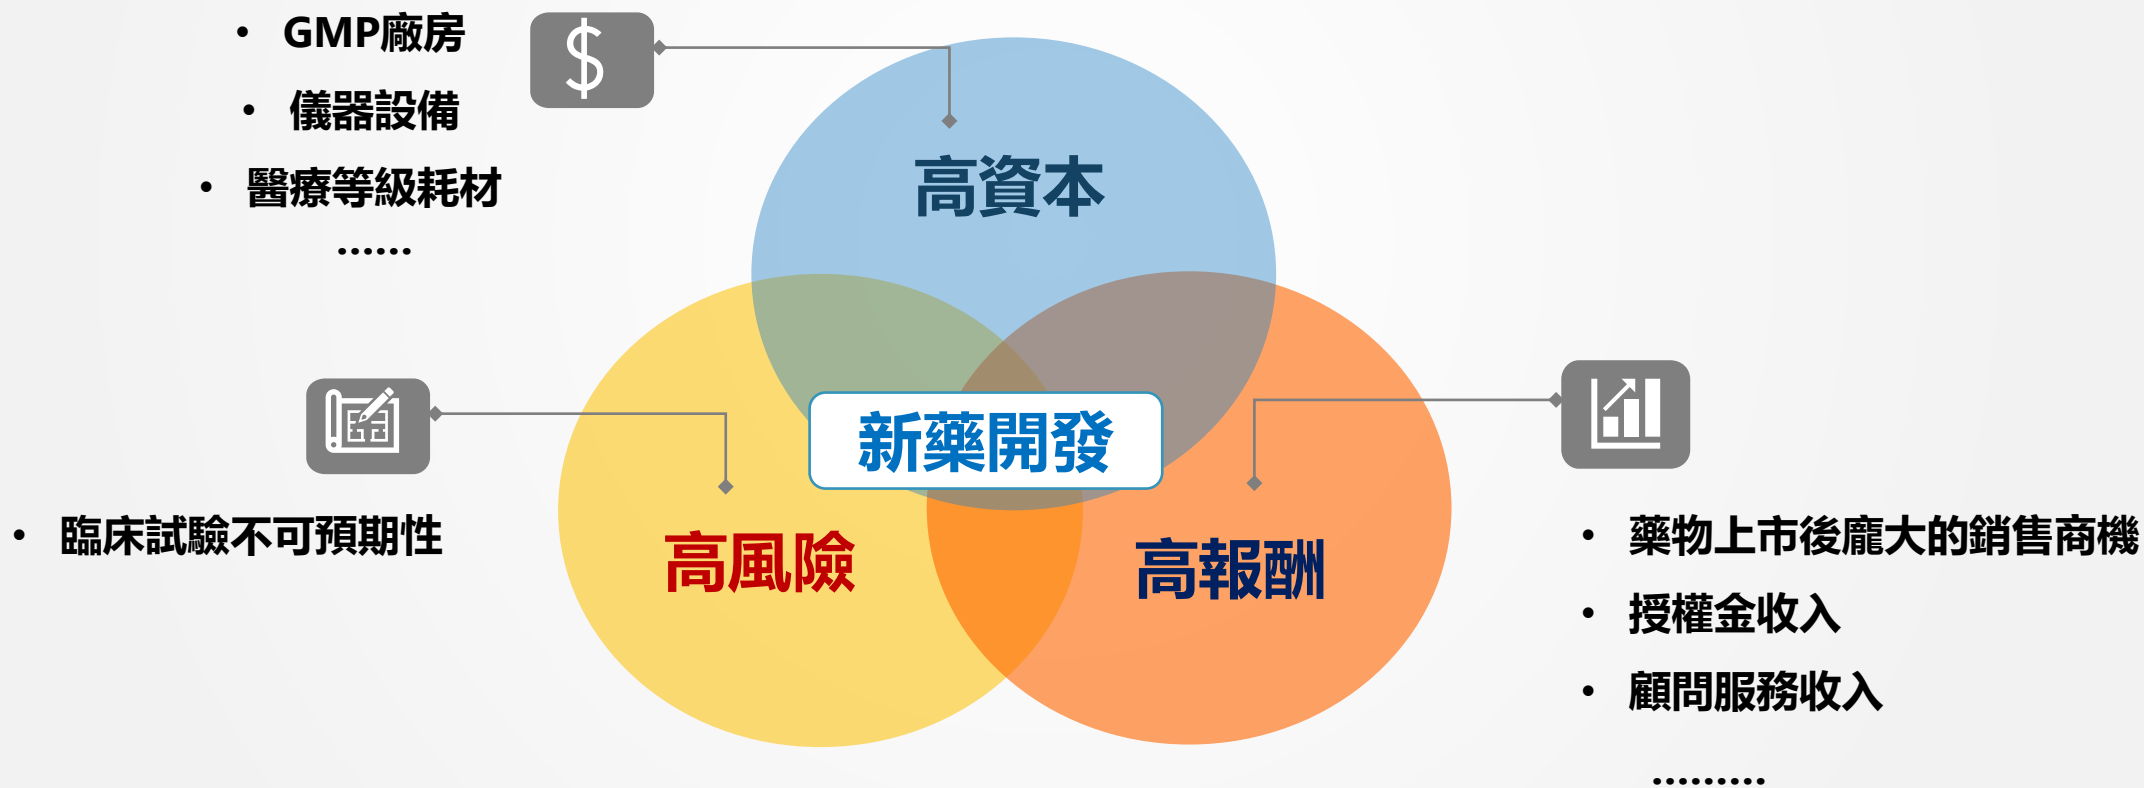 • GMP廠房
• 儀器設備
• 醫療等級耗材
......
$
高資本
新藥開發
高風險
高報酬
• 臨床試驗不可預期性
• 藥物上市後龐大的銷售商機
• 授權金收入
• 顧問服務收入
.........